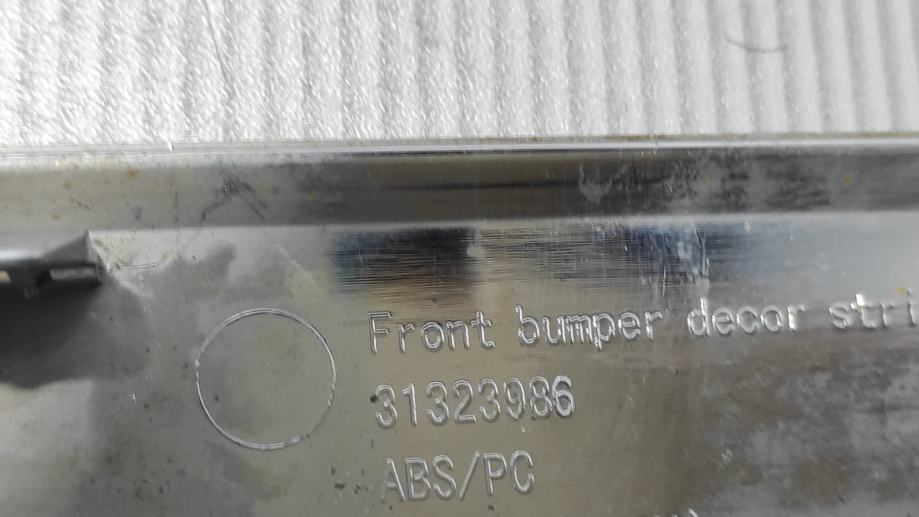 Front bumper decor stri
31323986
ABS/PC